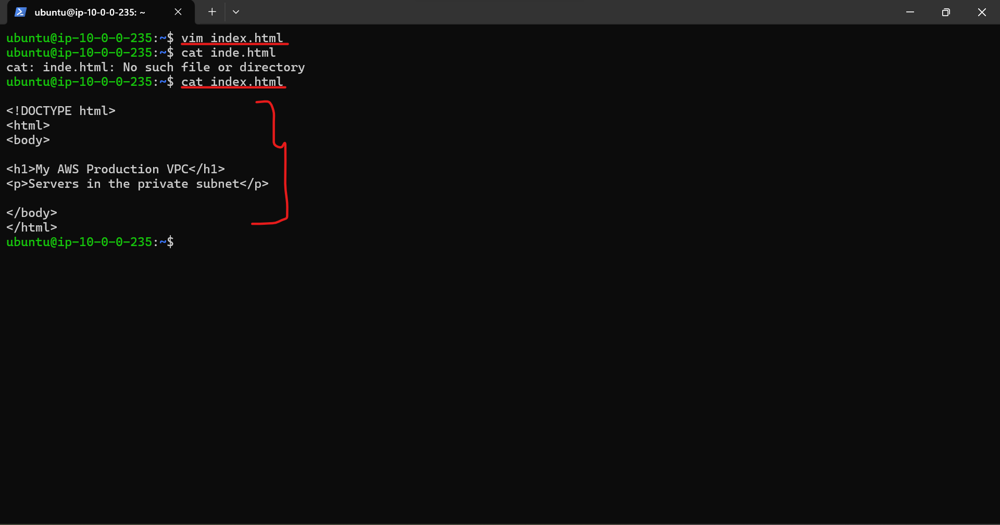 ubuntu@ip-10-0-0-235: ~
ubuntu@ip-10-0-0-235:~$ vim index.html
ubuntu@ip-10-0-0-235:~$ cat inde.html
cat: inde.html: No such file or directory
ubuntu@ip-10-0-0-235:~$ cat index.html
<!DOCTYPE html>
<html>
<body>
<h1>My AWS Production VPC</h1>
<p>Servers in the private subnet</p>
</body>
</html>
ubuntu@ip-10-0-0-235:~$